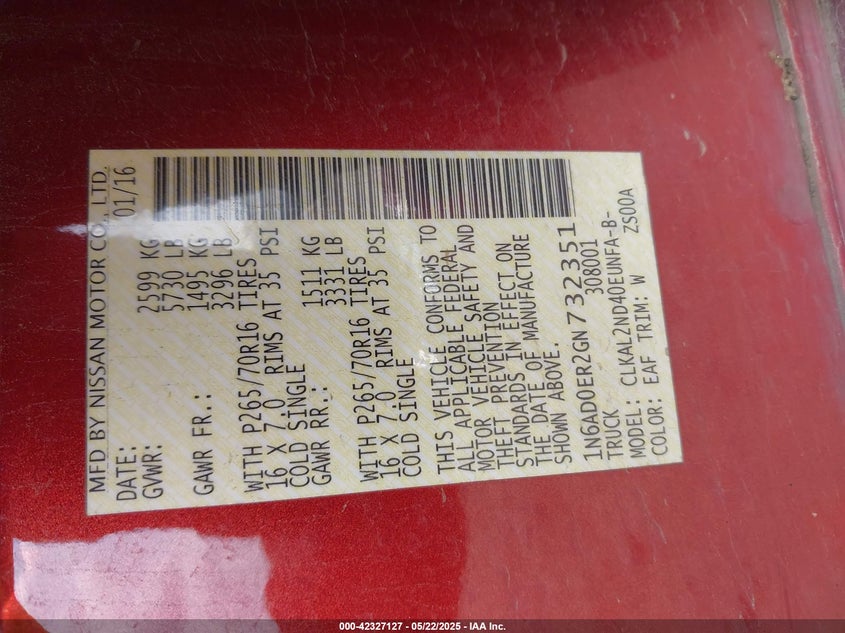 MFD BY NISSAN MOTOR CO., LTD.
DATE: 01/16
GVWR: 2599 KG
5730 LB
GAWR FR.: 1495 KG
3296 LB
WITH P265/70R16 TIRES
16 X 7.0 RIMS AT 35 PSI
COLD SINGLE
GAWR RR.: 1511 KG
3331 LB
WITH P265/70R16 TIRES
16 X 7.0 RIMS AT 35 PSI
COLD SINGLE
THIS VEHICLE CONFORMS TO
ALL APPLICABLE FEDERAL
MOTOR VEHICLE SAFETY AND
THEFT PREVENTION
STANDARDS IN EFFECT ON
THE DATE OF MANUFACTURE
SHOWN ABOVE.
1N6AD0ER2GN732351
TRUCK 308001
MODEL: CLKAL2ND40EUNFA-B-
COLOR: EAF TRIM: W ZS00A
000-42327127 - 05/22/2025 - IAA Inc.